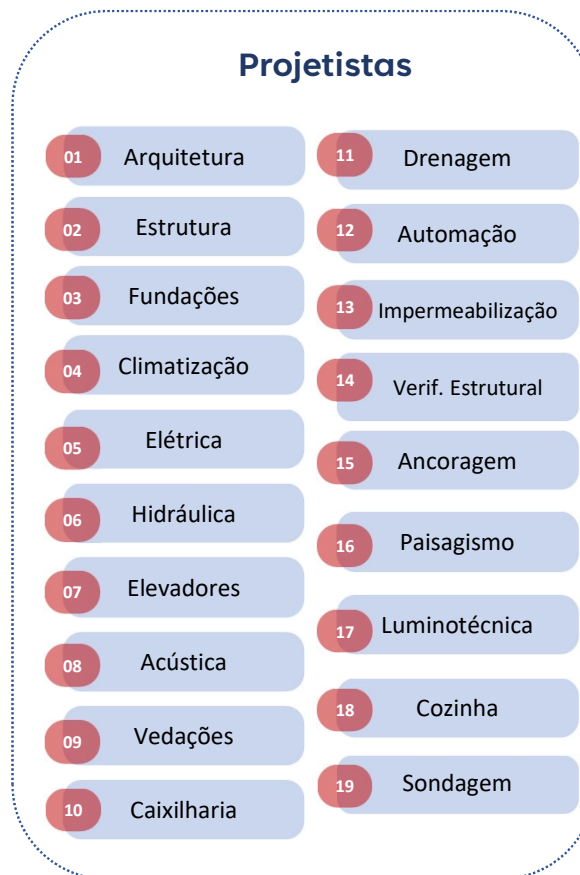 Projetistas
01 Arquitetura
02 Estrutura
03 Fundações
04 Climatização
05 Elétrica
06 Hidráulica
07 Elevadores
08 Acústica
09 Vedações
10 Caixilharia
11 Drenagem
12 Automação
13 Impermeabilização
14 Verif. Estrutural
15 Ancoragem
16 Paisagismo
17 Luminotécnica
18 Cozinha
19 Sondagem